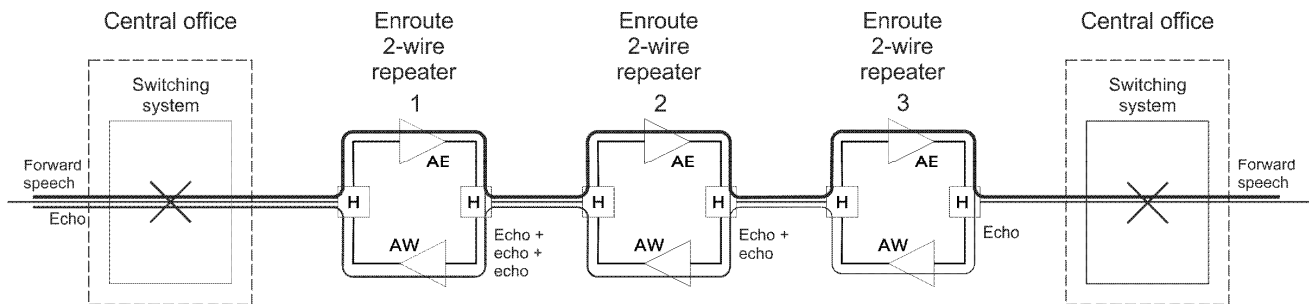 Central office
Enroute
2-wire
repeater
1
Enroute
2-wire
repeater
2
Enroute
2-wire
repeater
3
Central office
Switching
system
Switching
system
Forward
speech
Echo
H
AE
AW
H
Echo +
echo +
echo
H
AE
AW
H
Echo +
echo
H
AE
AW
H
Echo
Forward
speech